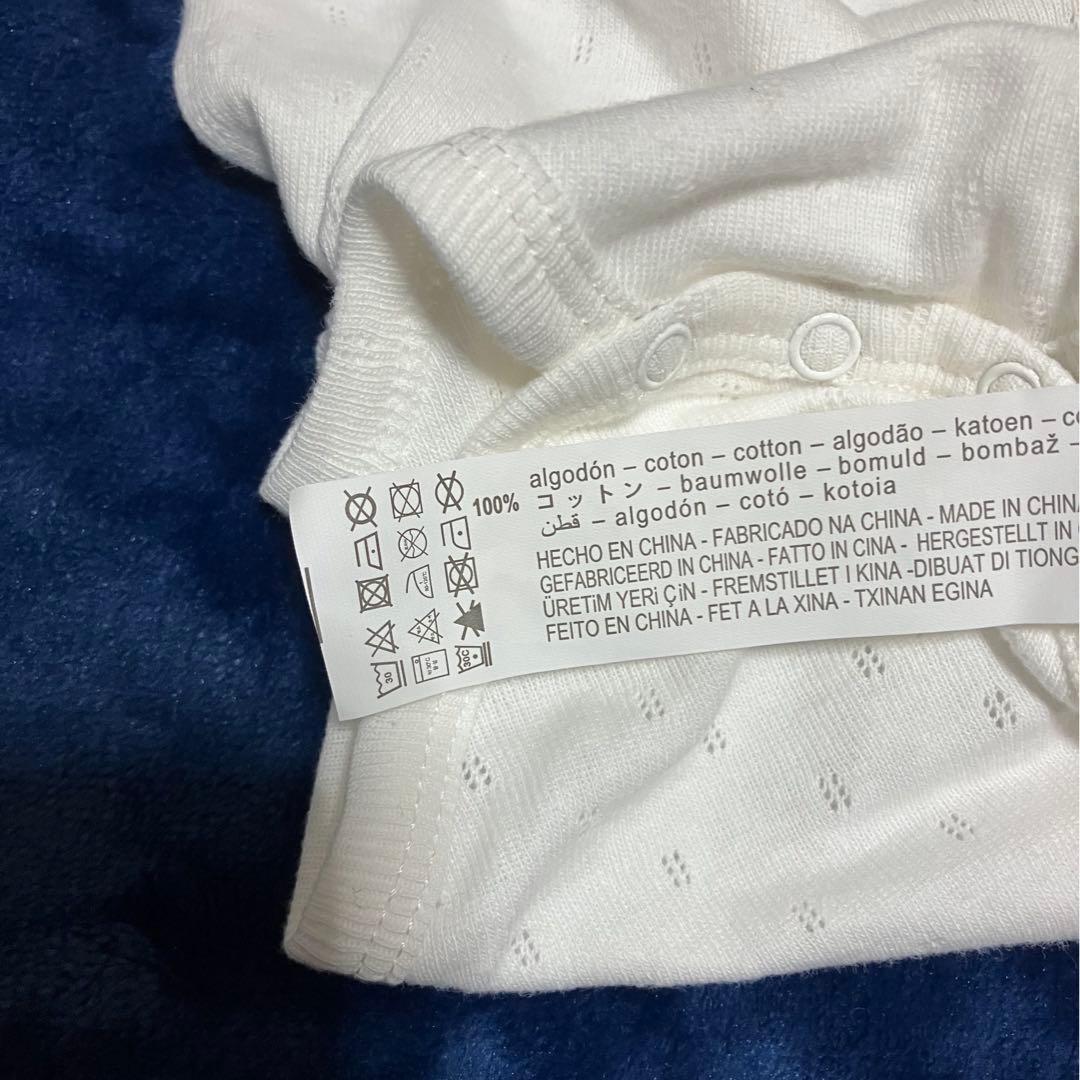 100% algodón – coton – cotton – algodão – katoen –
コットン – baumwolle – bomuld – bombaž –
قطن – algodón – cotó – kotoia
HECHO EN CHINA - FABRICADO NA CHINA - MADE IN CHINA
GEFABRICEERD IN CHINA - FATTO IN CINA - HERGESTELLT IN
ÜRETiM YERi ÇiN - FREMSTILLET I KINA -DIBUAT DI TIONG
FEITO EN CHINA - FET A LA XINA - TXINAN EGINA
30
30C